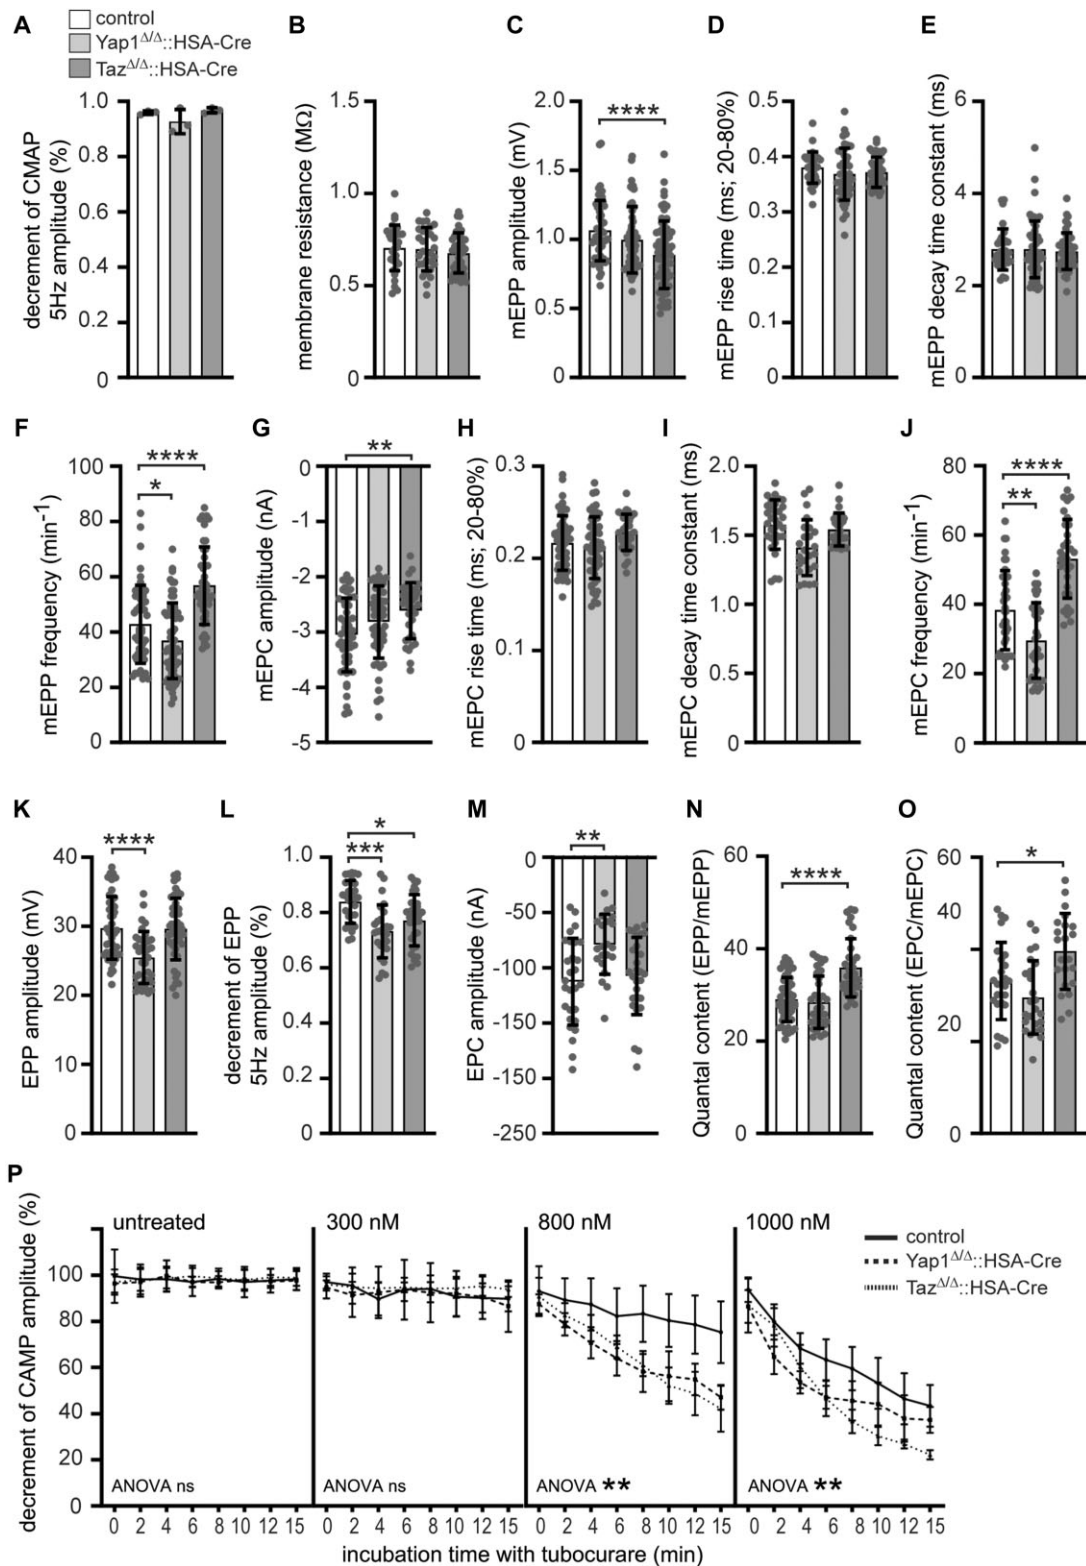 A
control
Yap1Δ/Δ::HSA-Cre
TazΔ/Δ::HSA-Cre
decrement of CMAP
5Hz amplitude (%)
1.0
0.8
0.6
0.4
0.2
0
B
membrane resistance (MΩ)
1.5
1.0
0.5
0
C
mEPP amplitude (mV)
2.0
1.5
1.0
0.5
0
****
D
mEPP rise time (ms; 20-80%)
0.5
0.4
0.3
0.2
0.1
0
E
mEPP decay time constant (ms)
6
4
2
0
F
mEPP frequency (min⁻¹)
100
80
60
40
20
0
****
*
G
mEPC amplitude (nA)
0
-1
-2
-3
-4
-5
**
H
mEPC rise time (ms; 20-80%)
0.3
0.2
0.1
0
I
mEPC decay time constant (ms)
2.0
1.5
1.0
0.5
0
J
mEPC frequency (min⁻¹)
80
60
40
20
0
****
**
K
EPP amplitude (mV)
40
30
20
10
0
****
L
decrement of EPP
5Hz amplitude (%)
1.0
0.8
0.6
0.4
0.2
0
*
***
M
EPC amplitude (nA)
0
-50
-100
-150
-150
-250
**
N
Quantal content (EPP/mEPP)
60
40
20
0
****
O
Quantal content (EPC/mEPC)
60
40
20
0
*
P
decrement of CAMP amplitude (%)
100
80
60
40
20
0
untreated
300 nM
800 nM
1000 nM
control
Yap1Δ/Δ::HSA-Cre
TazΔ/Δ::HSA-Cre
ANOVA ns
ANOVA ns
ANOVA **
ANOVA **
0 2 4 6 8 10 12 15
0 2 4 6 8 10 12 15
0 2 4 6 8 10 12 15
0 2 4 6 8 10 12 15
incubation time with tubocurare (min)